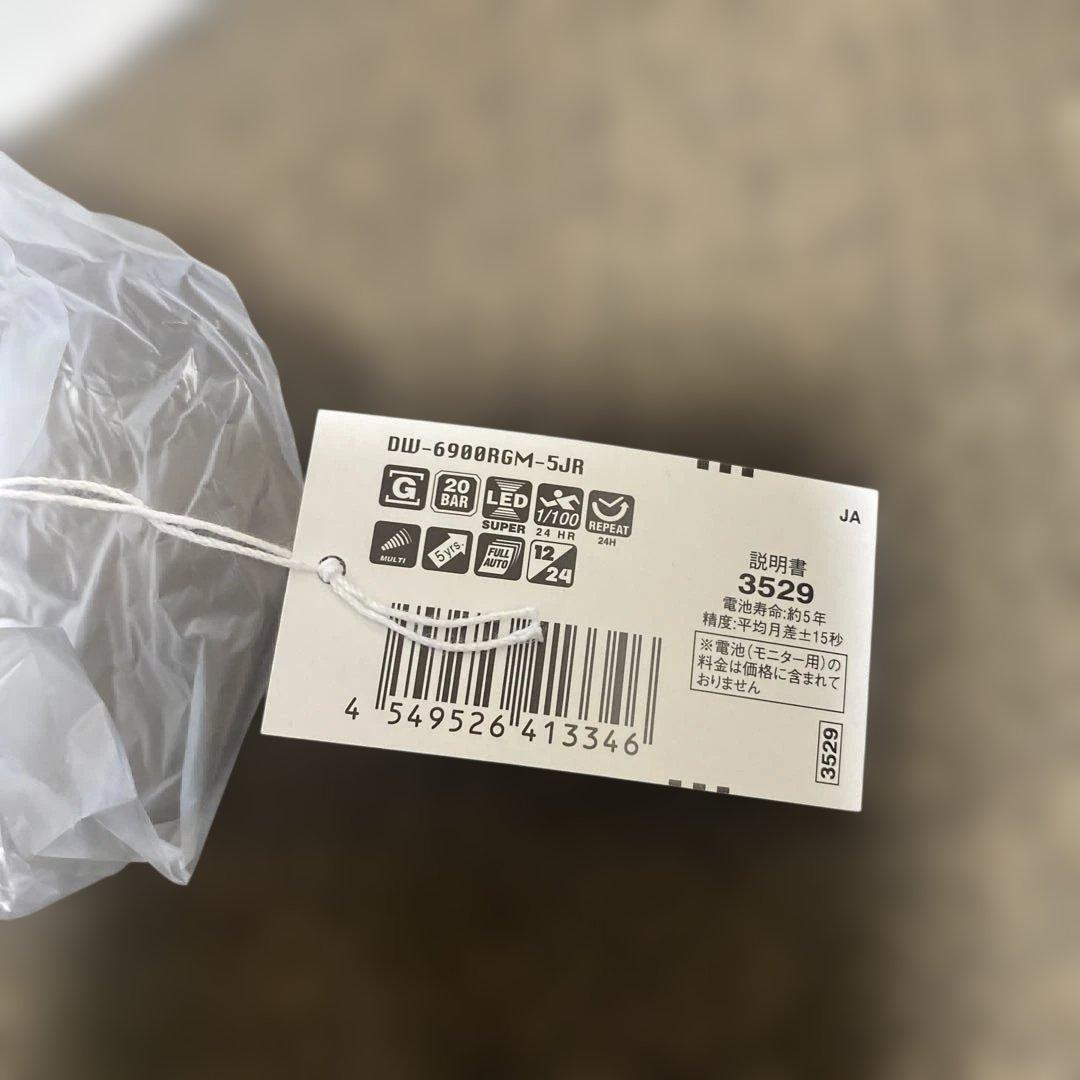 DW-6900RGM-5JR
G
20
BAR
LED
SUPER
1/100
24 HR
REPEAT
24H
MULTI
5 yrs.
FULL
AUTO
12/24
JA
説明書
3529
電池寿命:約5年
精度:平均月差±15秒
※電池(モニター用)の
料金は価格に含まれて
おりません
4 549526 413346
3529